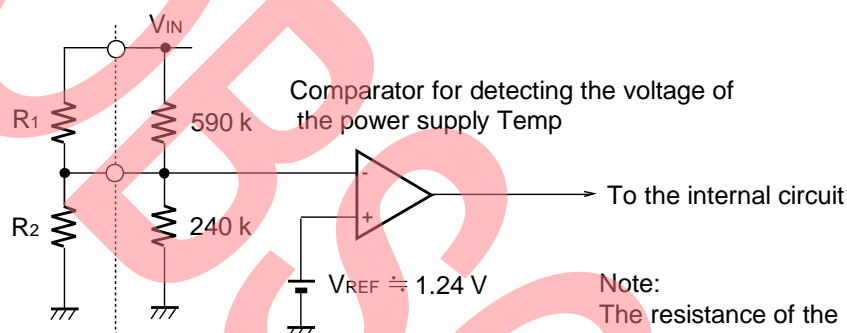 VIN
Comparator for detecting the voltage of
the power supply Temp
R1
590 k
-
To the internal circuit
+
R2
240 k
VREF ≒ 1.24 V
Note:
The resistance of the